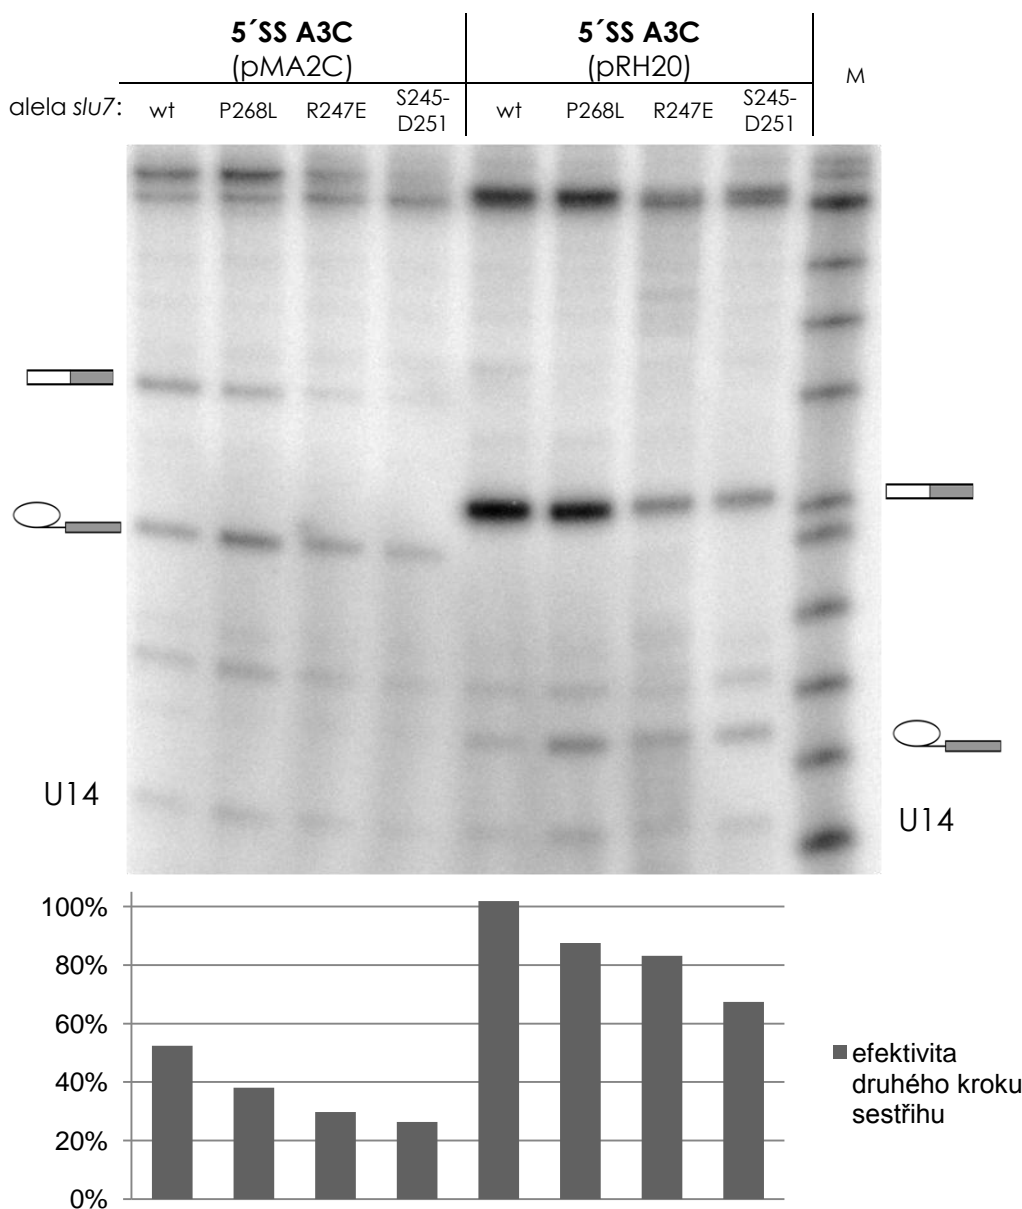 5´SS A3C
(pMA2C)
5´SS A3C
(pRH20)
M
alela slu7:
wt
P268L
R247E
S245-
D251
wt
P268L
R247E
S245-
D251
U14
U14
100%
80%
60%
40%
20%
0%
efektivita
druhého kroku
sestřihu